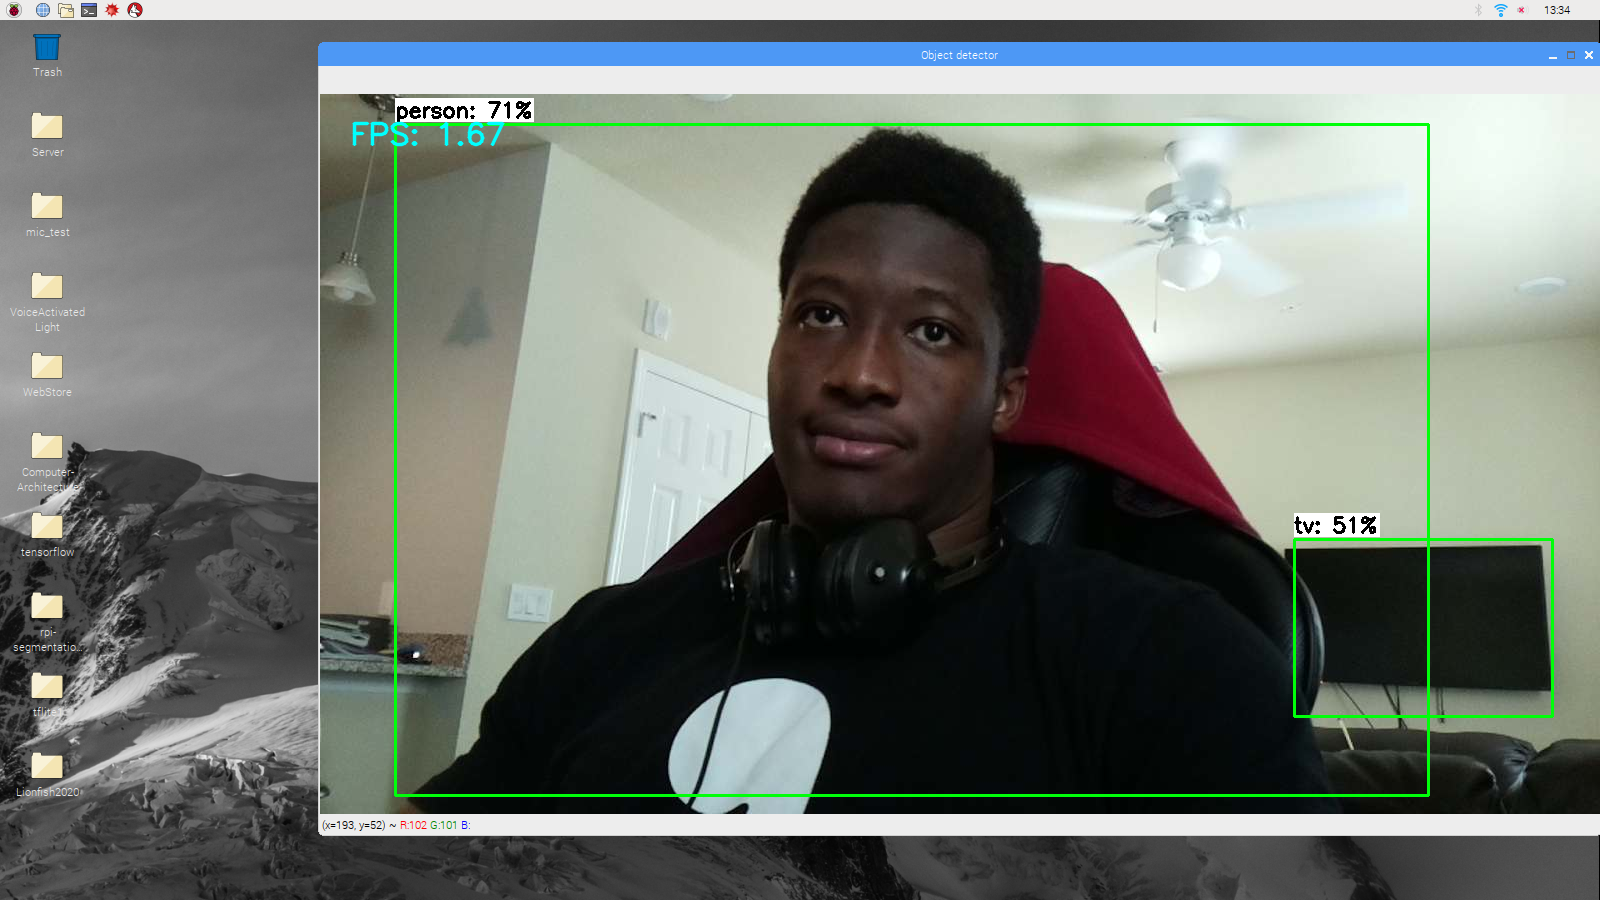 13:34
Trash
Server
mic_test
VoiceActivated
Light
WebStore
Computer-
Architecture
tensorflow
rpi-
segmentatio...
tflite1
Lionfish2020
Object detector
person: 71%
FPS: 1.67
tv: 51%
(x=193, y=52) ~ R:102 G:101 B: